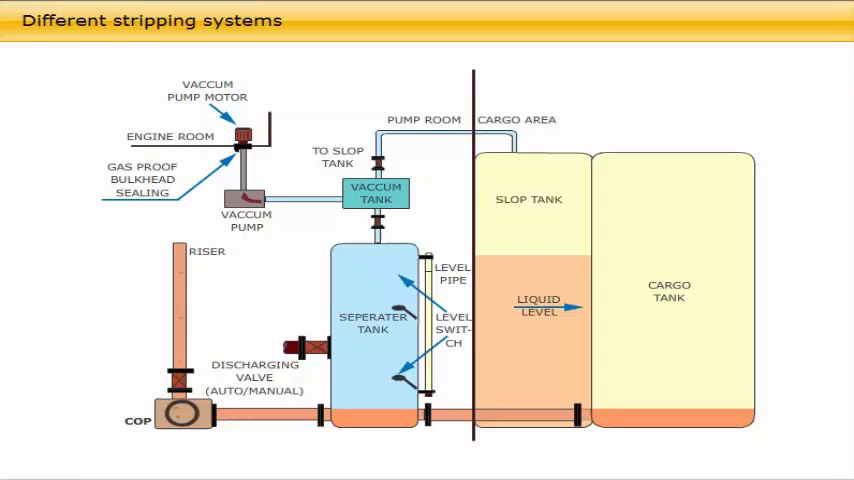 Different stripping systems
VACCUM
PUMP MOTOR
PUMP ROOM
CARGO AREA
ENGINE ROOM
TO SLOP
TANK
GAS PROOF
BULKHEAD
SEALING
VACCUM
TANK
SLOP TANK
VACCUM
PUMP
RISER
LEVEL
PIPE
CARGO
TANK
LIQUID
LEVEL
SEPERATER
TANK
LEVEL
SWIT-
CH
DISCHARGING
VALVE
(AUTO/MANUAL)
COP